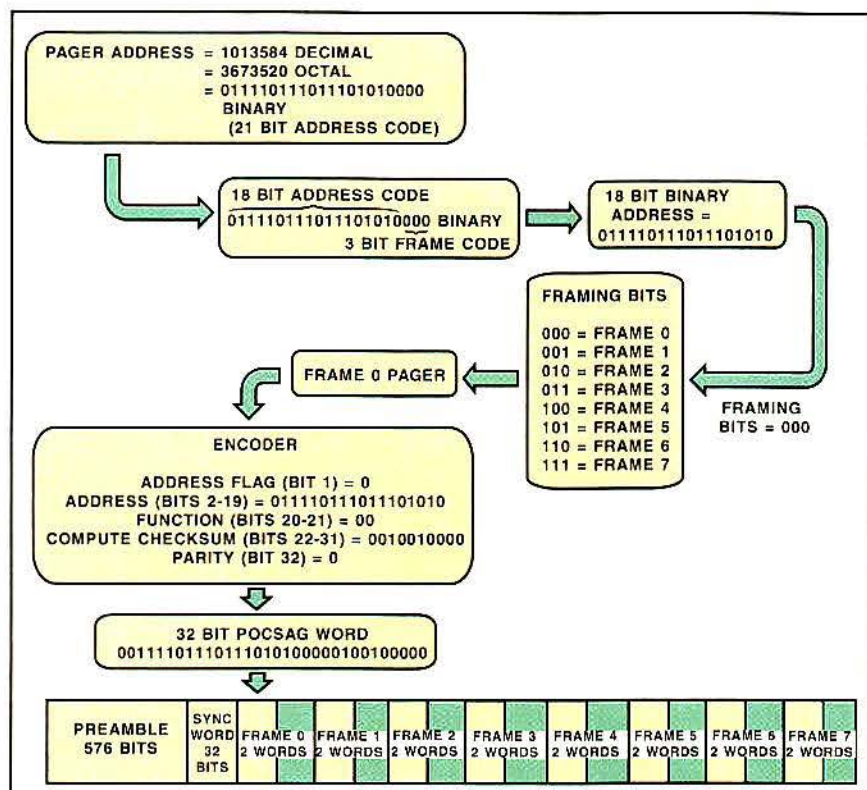 PAGER ADDRESS = 1013584 DECIMAL
= 3673520 OCTAL
= 011110111011101010000
BINARY
(21 BIT ADDRESS CODE)
18 BIT ADDRESS CODE
011110111011101010000 BINARY
3 BIT FRAME CODE
18 BIT BINARY
ADDRESS =
011110111011101010
FRAMING BITS
000 = FRAME 0
001 = FRAME 1
010 = FRAME 2
011 = FRAME 3
100 = FRAME 4
101 = FRAME 5
110 = FRAME 6
111 = FRAME 7
FRAMING
BITS = 000
FRAME 0 PAGER
ENCODER
ADDRESS FLAG (BIT 1) = 0
ADDRESS (BITS 2-19) = 011110111011101010
FUNCTION (BITS 20-21) = 00
COMPUTE CHECKSUM (BITS 22-31) = 0010010000
PARITY (BIT 32) = 0
32 BIT POCSAG WORD
00111101110111010100000100100000
PREAMBLE
576 BITS
SYNC
WORD
32
BITS
FRAME 0
2 WORDS
FRAME 1
2 WORDS
FRAME 2
2 WORDS
FRAME 3
2 WORDS
FRAME 4
2 WORDS
FRAME 5
2 WORDS
FRAME 6
2 WORDS
FRAME 7
2 WORDS